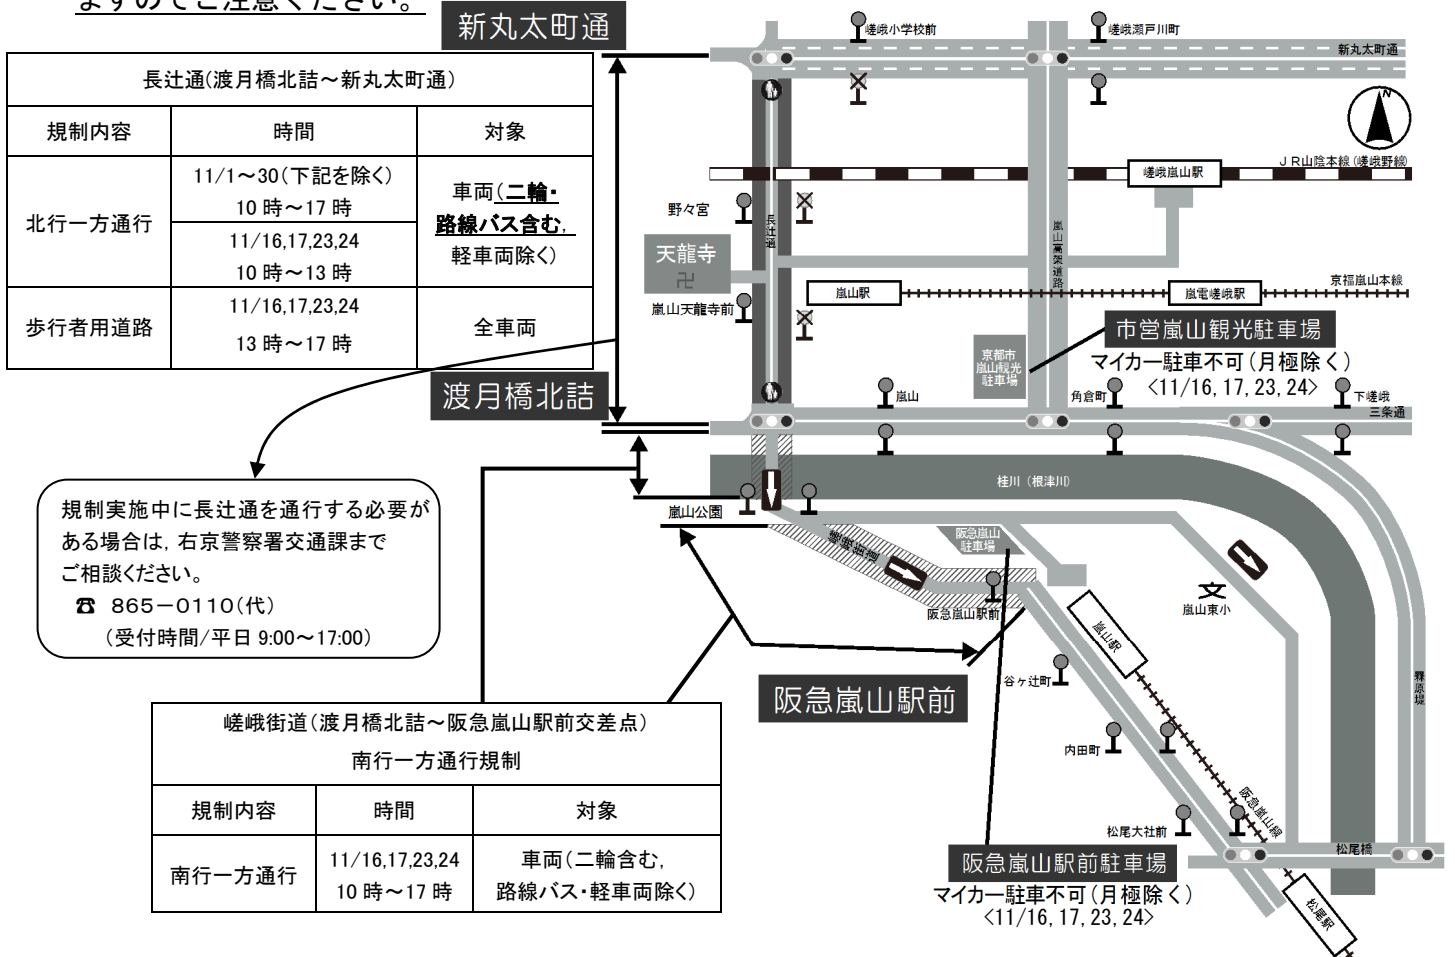 ますのでご注意ください。
長辻通(渡月橋北詰～新丸太町通)
規制内容 時間 対象
北行一方通行
11/1～30(下記を除く)
10 時～17 時
11/16,17,23,24
10 時～13 時
車両(二輪・
路線バス含む,
軽車両除く)
歩行者用道路
11/16,17,23,24
13 時～17 時
全車両
新丸太町通
渡月橋北詰
規制実施中に長辻通を通行する必要が
ある場合は, 右京警察署交通課まで
ご相談ください。
☎ 865－0110(代)
(受付時間/平日 9:00～17:00)
嵯峨街道(渡月橋北詰～阪急嵐山駅前交差点)
南行一方通行規制
規制内容 時間 対象
南行一方通行
11/16,17,23,24
10 時～17 時
車両(二輪含む,
路線バス・軽車両除く)
嵯峨小学校前
嵯峨瀬戸川町
新丸太町通
N
JR山陰本線(嵯峨野線)
嵯峨嵐山駅
野々宮
長辻通
天龍寺
卍
嵐山高架道路
京福嵐山本線
嵐山駅
嵐電嵯峨駅
嵐山天龍寺前
市営嵐山観光駐車場
マイカー駐車不可(月極除く)
<11/16, 17, 23, 24>
京都市
嵐山観光
駐車場
嵐山
角倉町
下嵯峨
三条通
桂川(根津川)
嵐山公園
嵯峨街道
阪急嵐山
駐車場
阪急嵐山駅前
文
嵐山東小
嵐山駅
谷ヶ辻町
阪急嵐山駅前
罧原堤
内田町
阪急嵐山線
松尾大社前
松尾橋
阪急嵐山駅前駐車場
マイカー駐車不可(月極除く)
<11/16, 17, 23, 24>
松尾駅